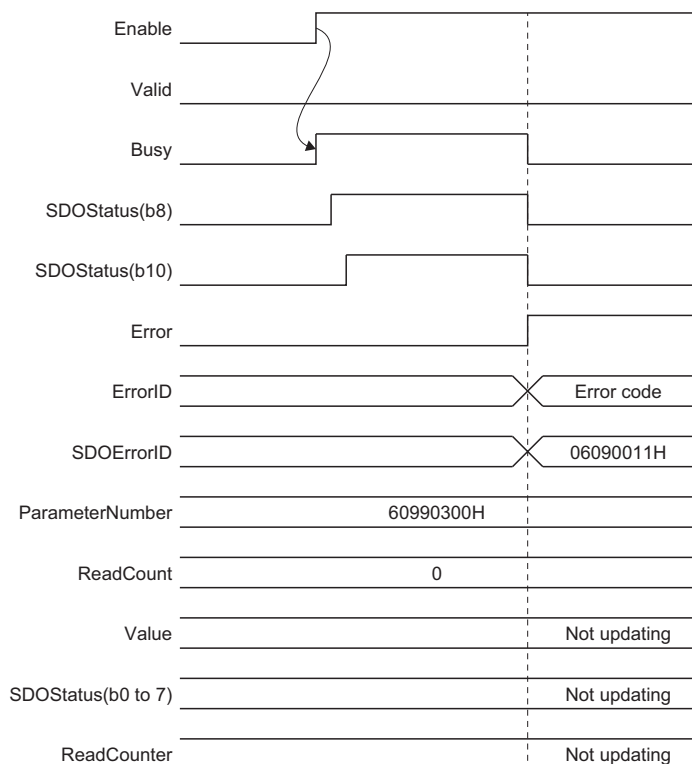 Enable
Valid
Busy
SDOStatus(b8)
SDOStatus(b10)
Error
ErrorID Error code
SDOErrorID 06090011H
ParameterNumber 60990300H
ReadCount 0
Value Not updating
SDOStatus(b0 to 7) Not updating
ReadCounter Not updating